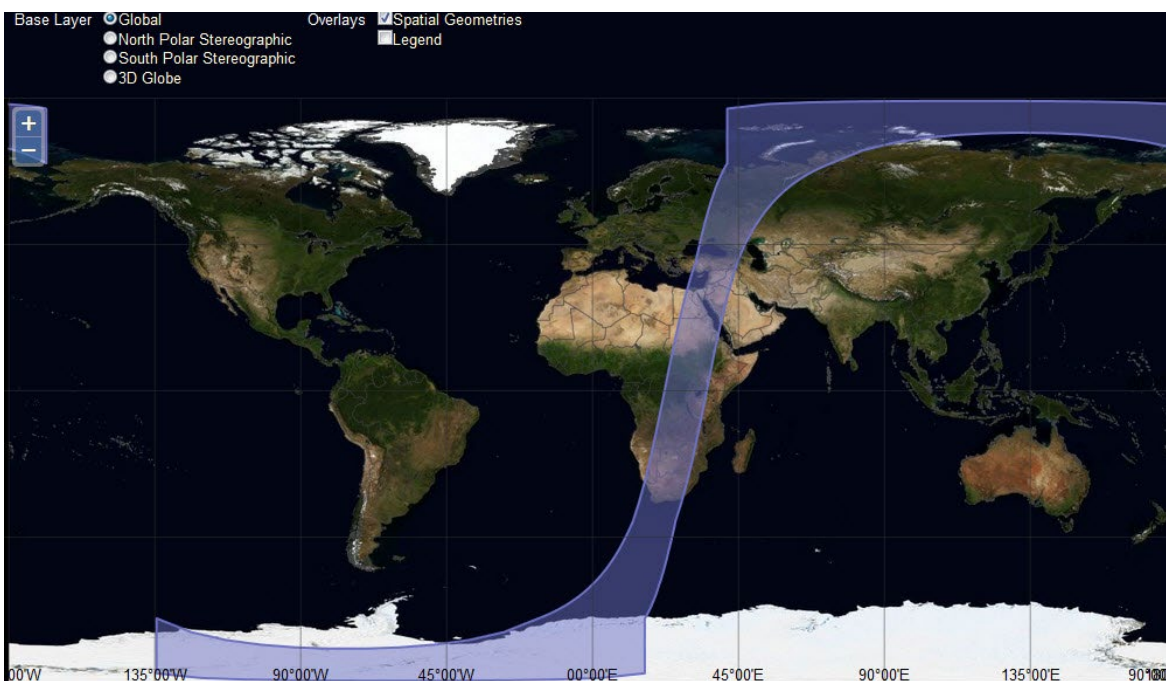 Base Layer Global Overlays Spatial Geometries
North Polar Stereographic Legend
South Polar Stereographic
3D Globe
+
−
00'W 135°00'W 90°00'W 45°00'W 00°00'E 45°00'E 90°00'E 135°00'E